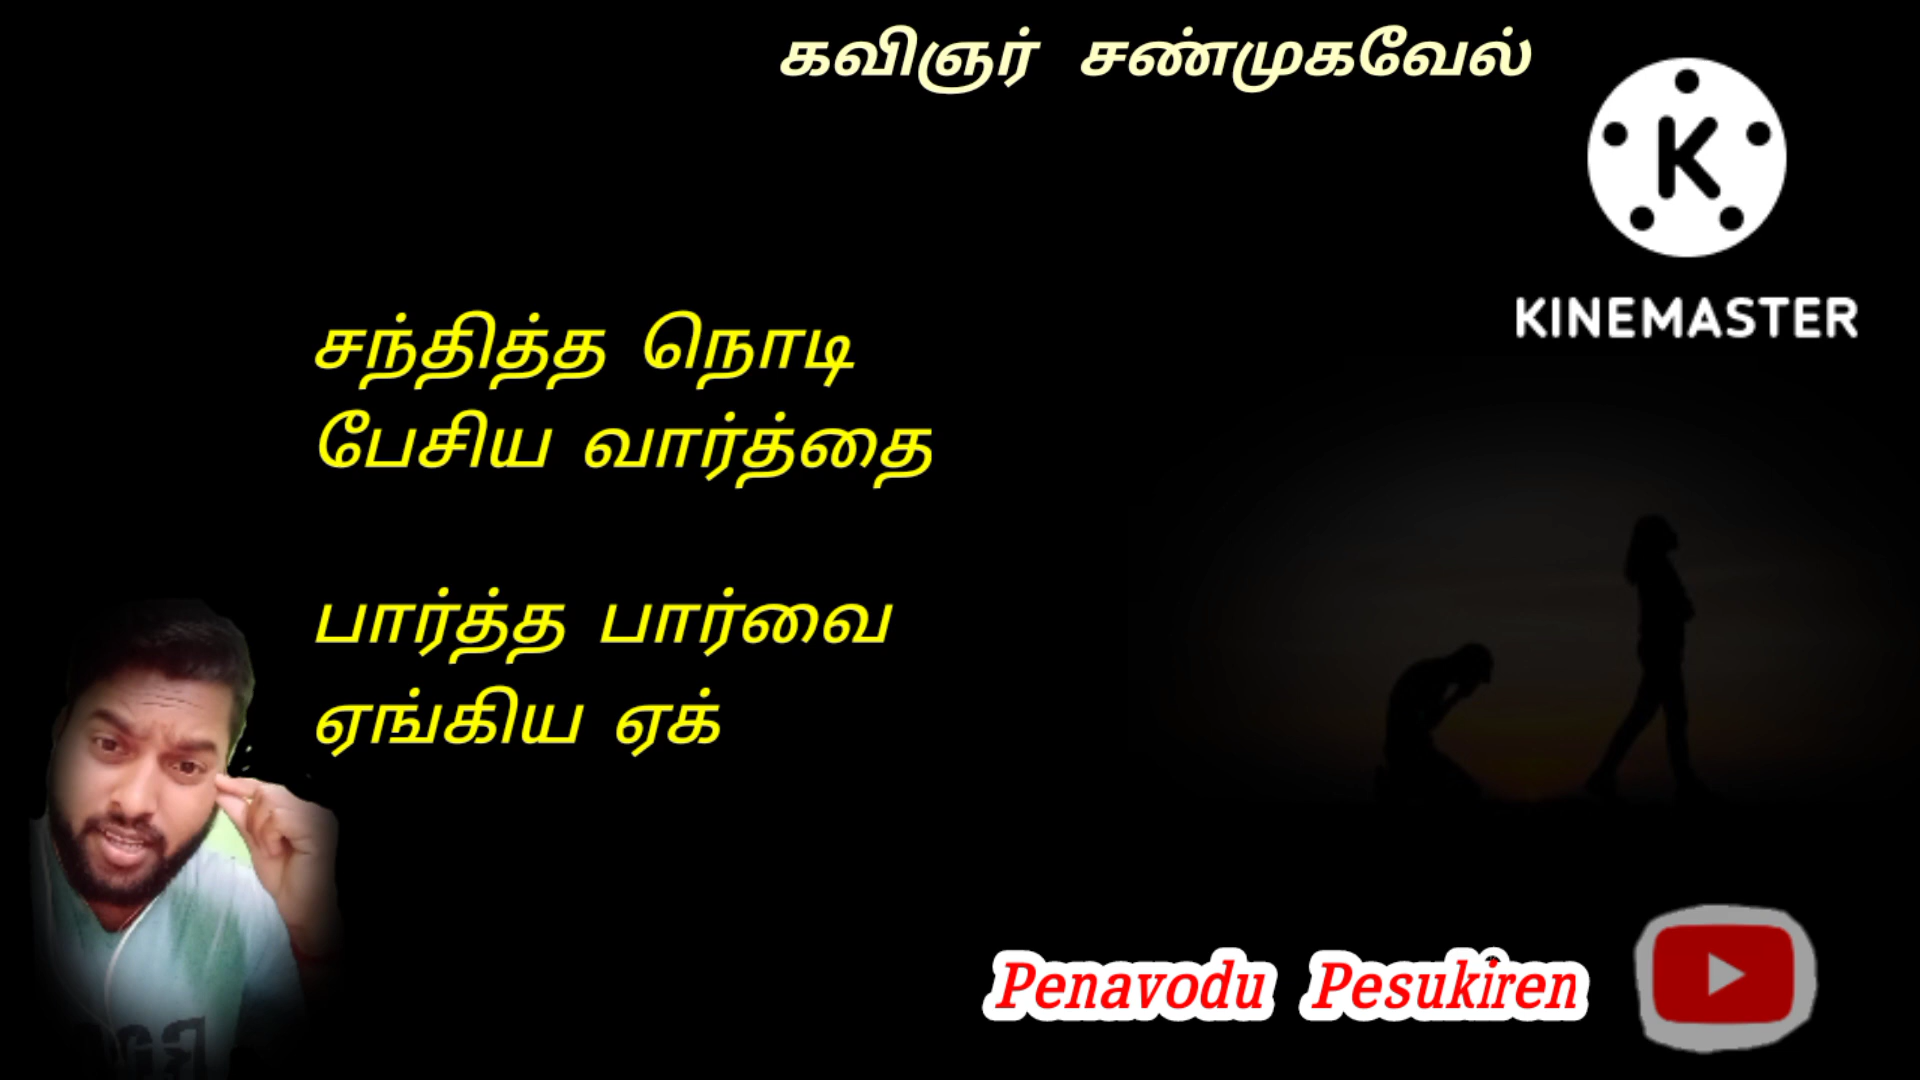 கவிஞர் சண்முகவேல்
K
KINEMASTER
சந்தித்த நொடி
பேசிய வார்த்தை
பார்த்த பார்வை
ஏங்கிய ஏக்
Penavodu Pesukiren